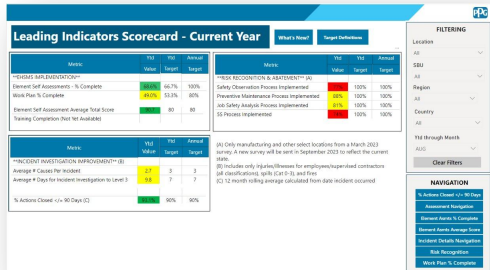 PPG
Leading Indicators Scorecard - Current Year
What's New?
Target Definitions
...
Metric Ytd Value Ytd Target Annual Target
**EHSMS IMPLEMENTATION**
Element Self Assessments - % Complete 66.7% 100%
Work Plan % Complete 49.0% 53.3% 80%
Element Self Assessment Average Total Score 80 80
Training Completion (Not Yet Available)
Metric Ytd Value Ytd Target Annual Target
**RISK RECOGNITION & ABATEMENT** (A)
Safety Observation Process Implemented 100% 100%
Preventive Maintenance Process Implemented 100% 100%
Job Safety Analysis Process Implemented 81% 100% 100%
5S Process Implemented 100% 100%
Metric Ytd Value Ytd Target Annual Target
**INCIDENT INVESTIGATION IMPROVEMENT** (B)
Average # Causes Per Incident 2.7 3 3
Average # Days for Incident Investigation to Level 3 9.8 7 7
% Actions Closed </= 90 Days (C) 90% 90%
(A) Only manufacturing and other select locations from a March 2023
survey. A new survey will be sent in September 2023 to reflect the current
state.
(B) Includes only injuries/illnesses for employees/supervised contractors
(all classifications), spills (Cat 0-3), and fires
(C) 12 month rolling average calculated from date incident occurred
FILTERING
Location
All
SBU
All
Region
All
Country
All
Ytd through Month
AUG
Clear Filters
NAVIGATION
% Actions Closed </= 90 Days
Assessment Navigation
Element Asmts % Complete
Element Asmts Average Score
Incident Details Navigation
Risk Recognition
Work Plan % Complete